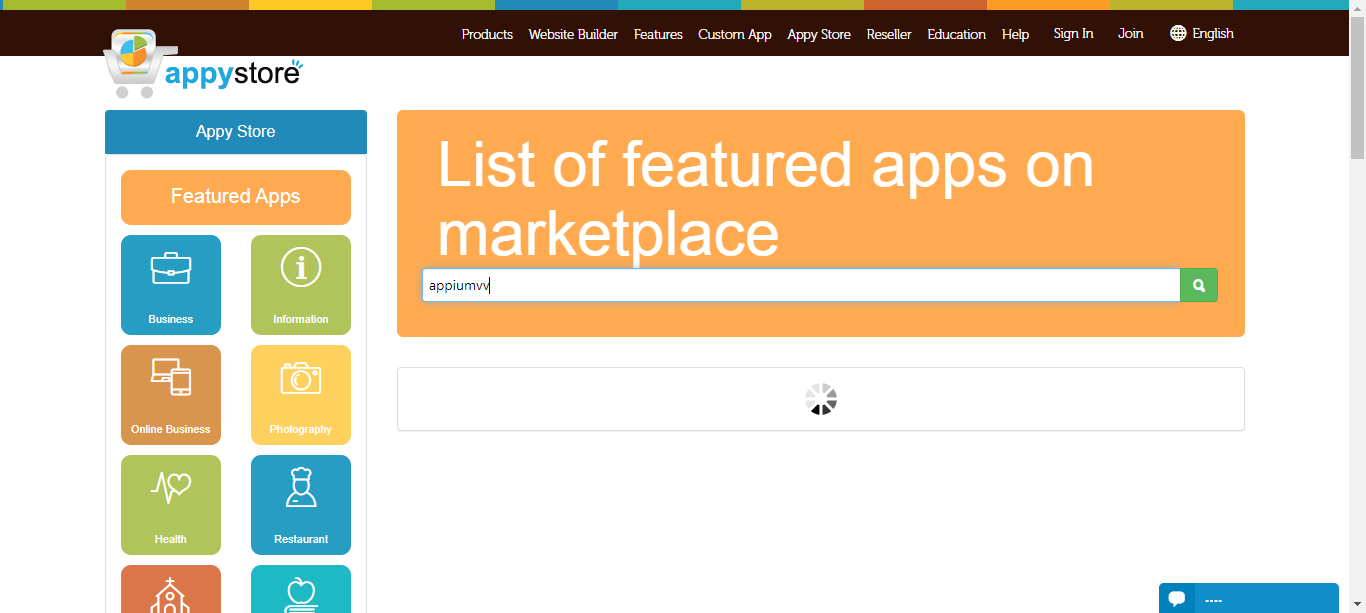 Products Website Builder Features Custom App Appy Store Reseller Education Help Sign In Join English
appystore
Appy Store
Featured Apps
Business Information
Online Business Photography
Health Restaurant
List of featured apps on
marketplace
appiumvv
----